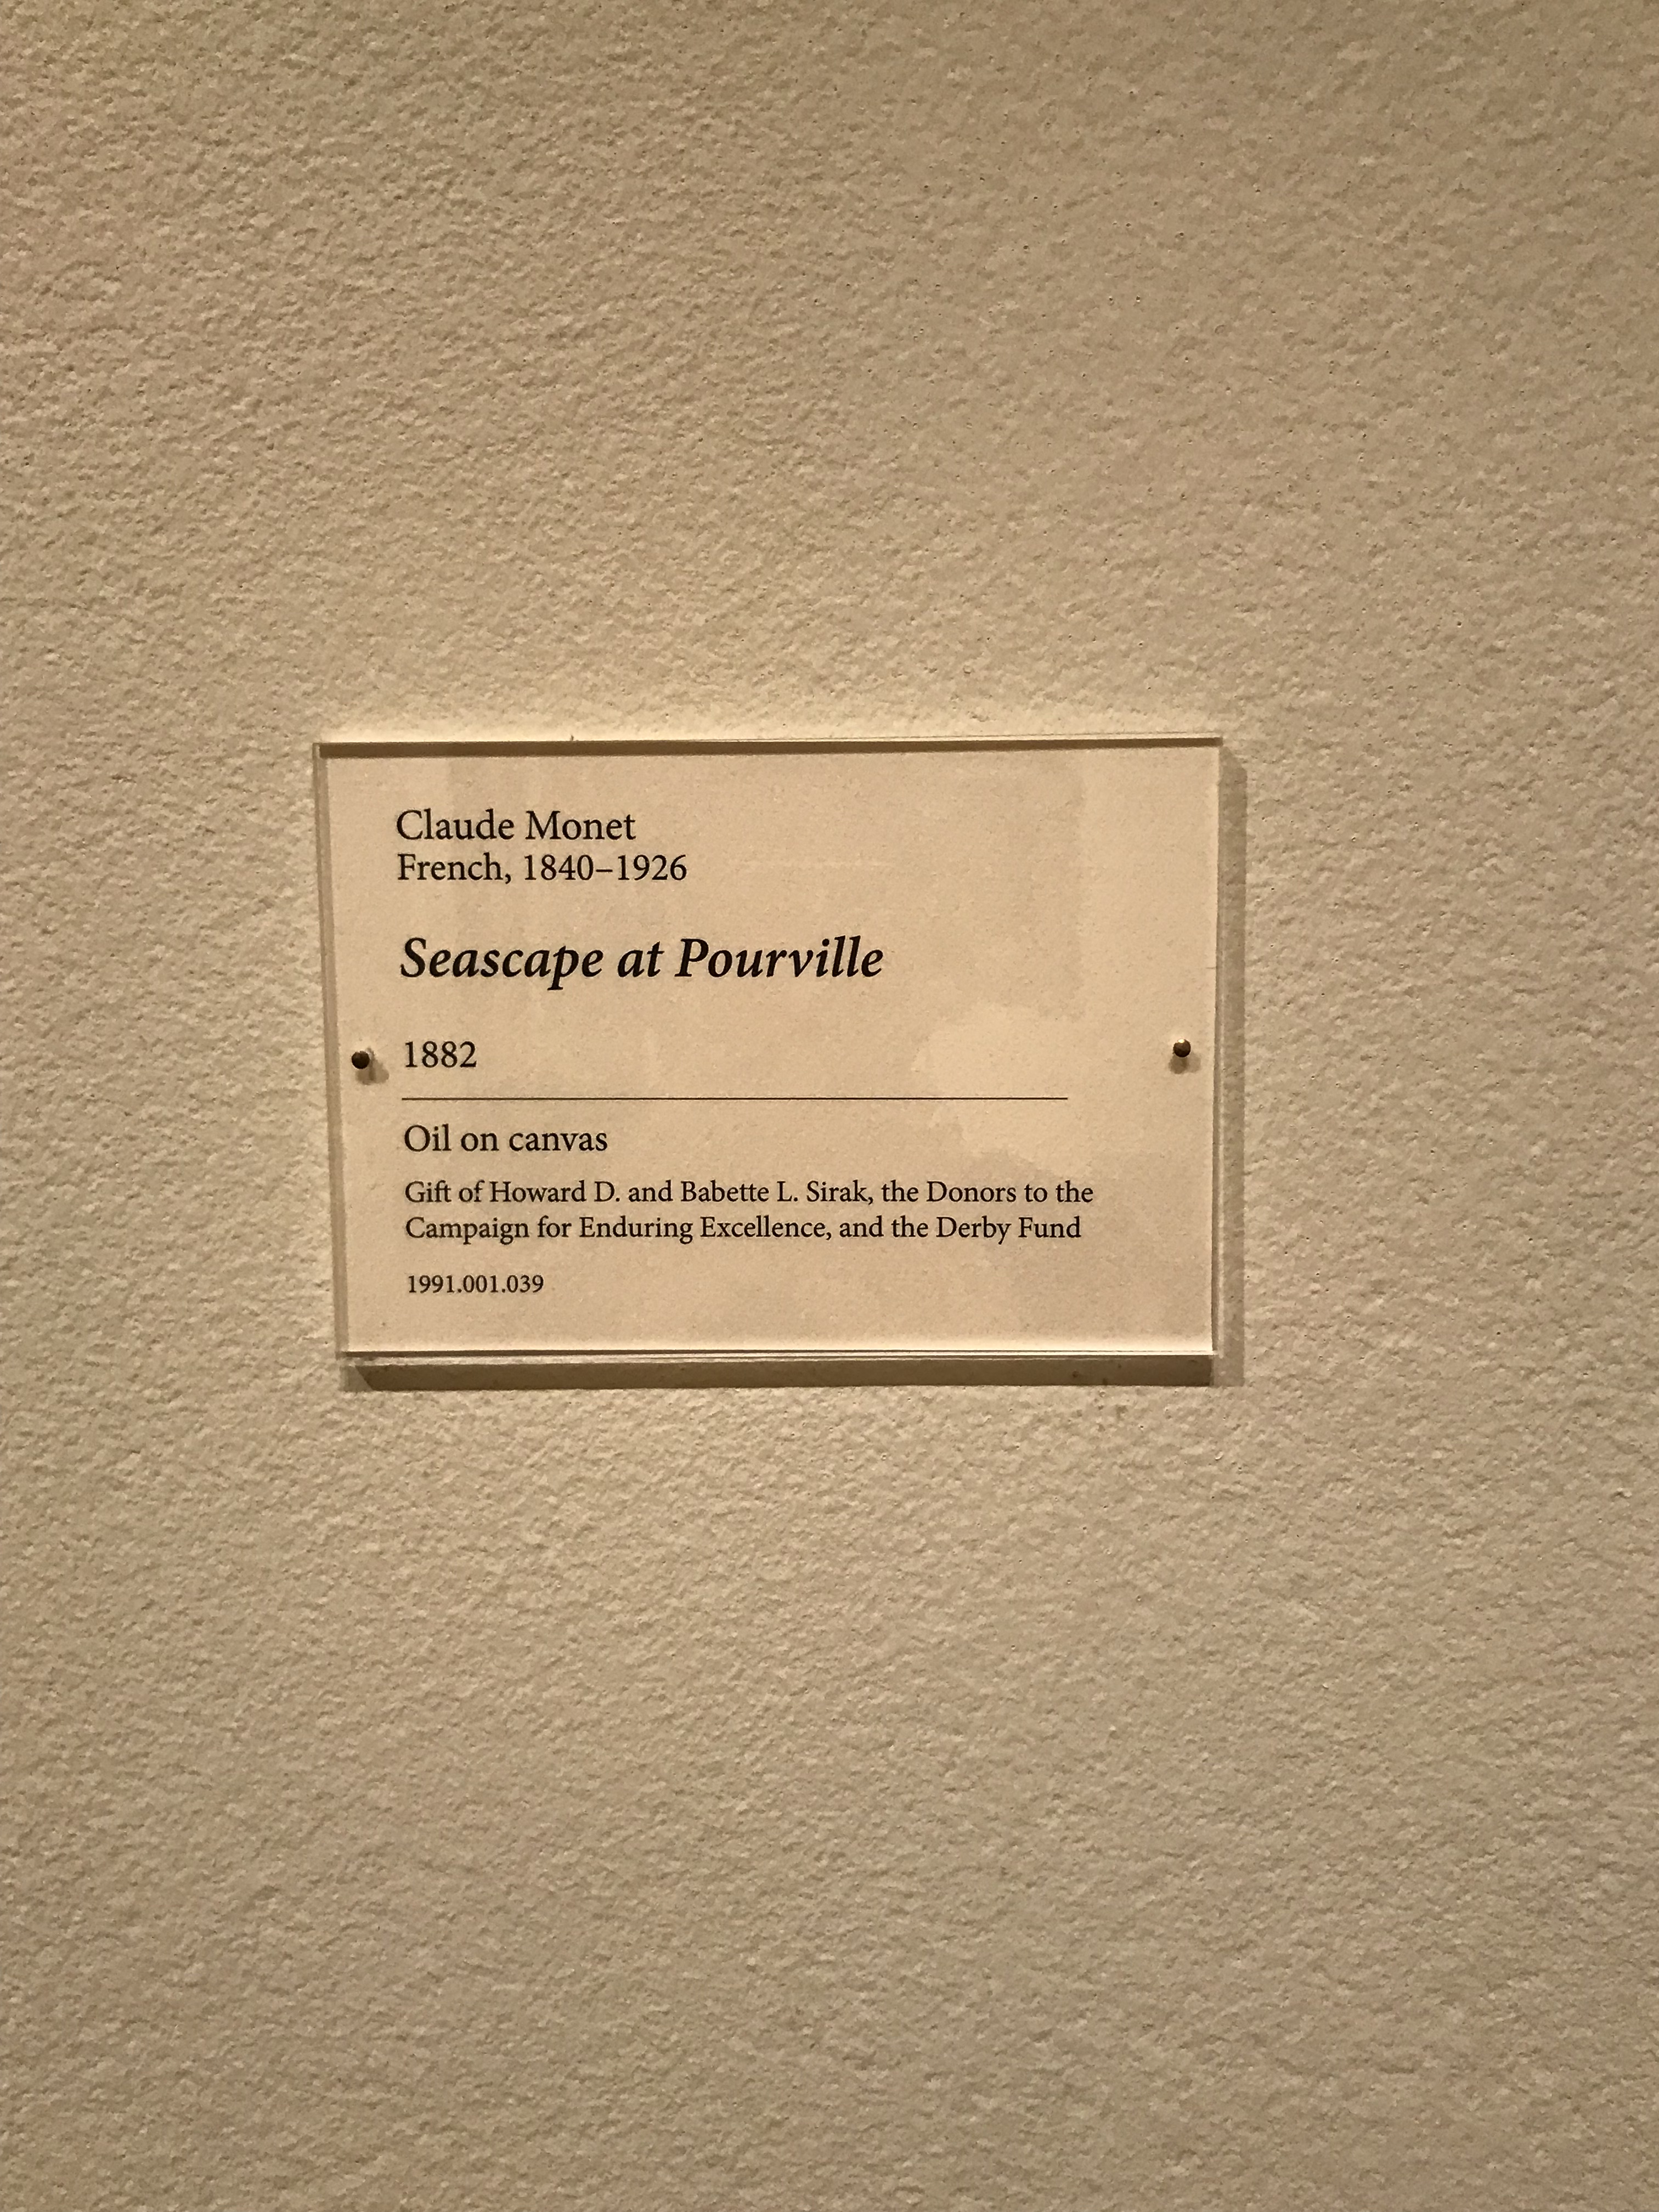 Claude Monet
French, 1840–1926
Seascape at Pourville
1882
Oil on canvas
Gift of Howard D. and Babette L. Sirak, the Donors to the
Campaign for Enduring Excellence, and the Derby Fund
1991.001.039